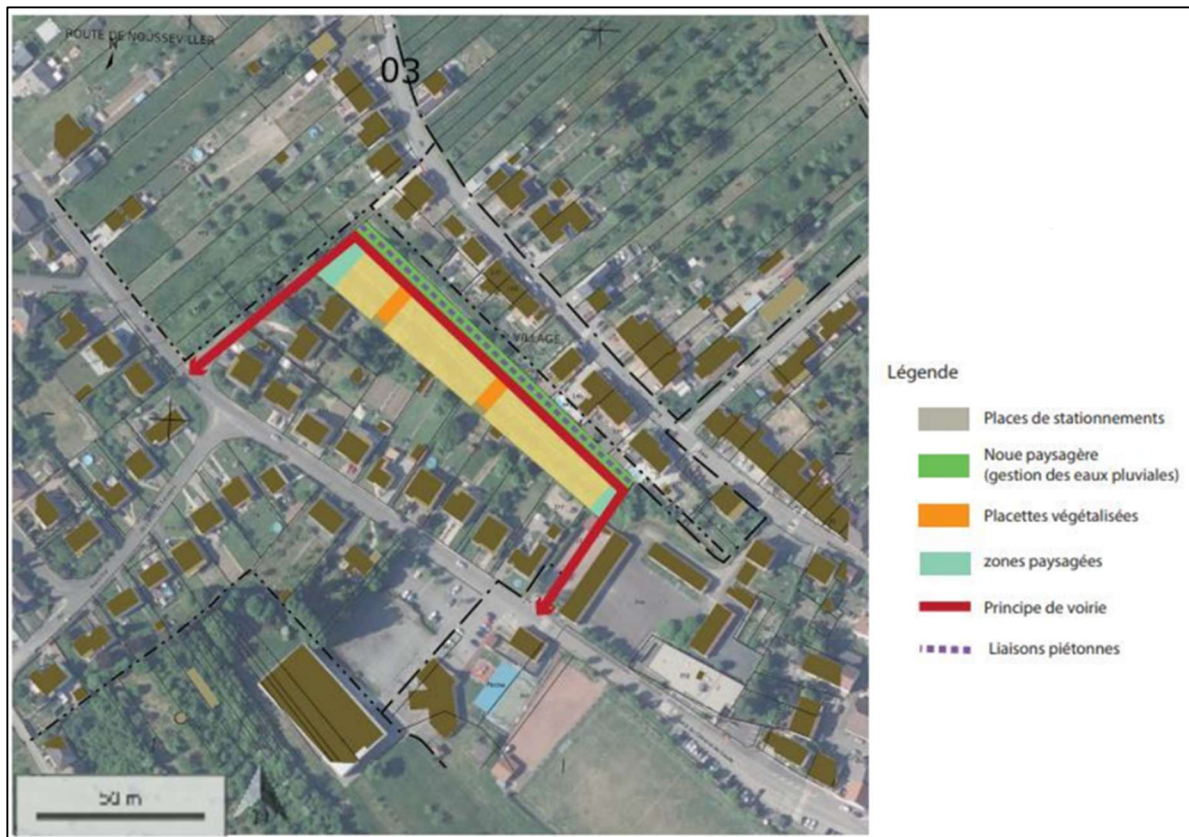 ROUTE DE NOUSSEVILLER
N
03
VILLAGE
50 m
Légende
Places de stationnements
Noue paysagère
(gestion des eaux pluviales)
Placettes végétalisées
zones paysagées
Principe de voirie
Liaisons piétonnes